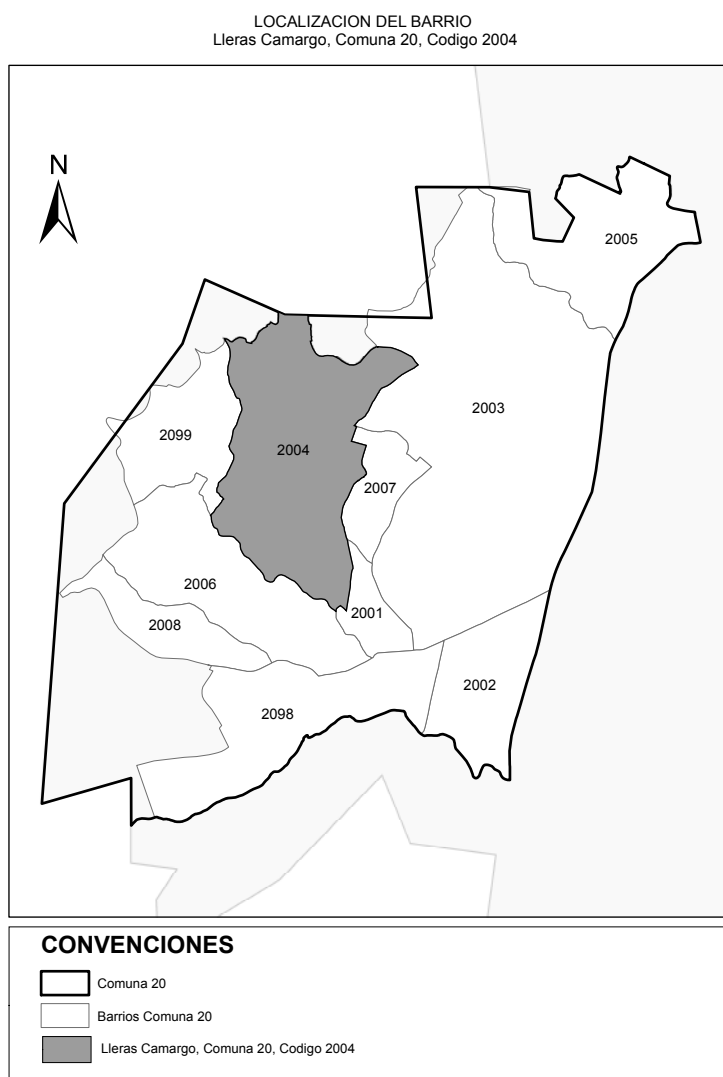 LOCALIZACION DEL BARRIO
Lleras Camargo, Comuna 20, Codigo 2004
N
2005
2003
2099
2004
2007
2006
2001
2008
2002
2098
CONVENCIONES
Comuna 20
Barrios Comuna 20
Lleras Camargo, Comuna 20, Codigo 2004